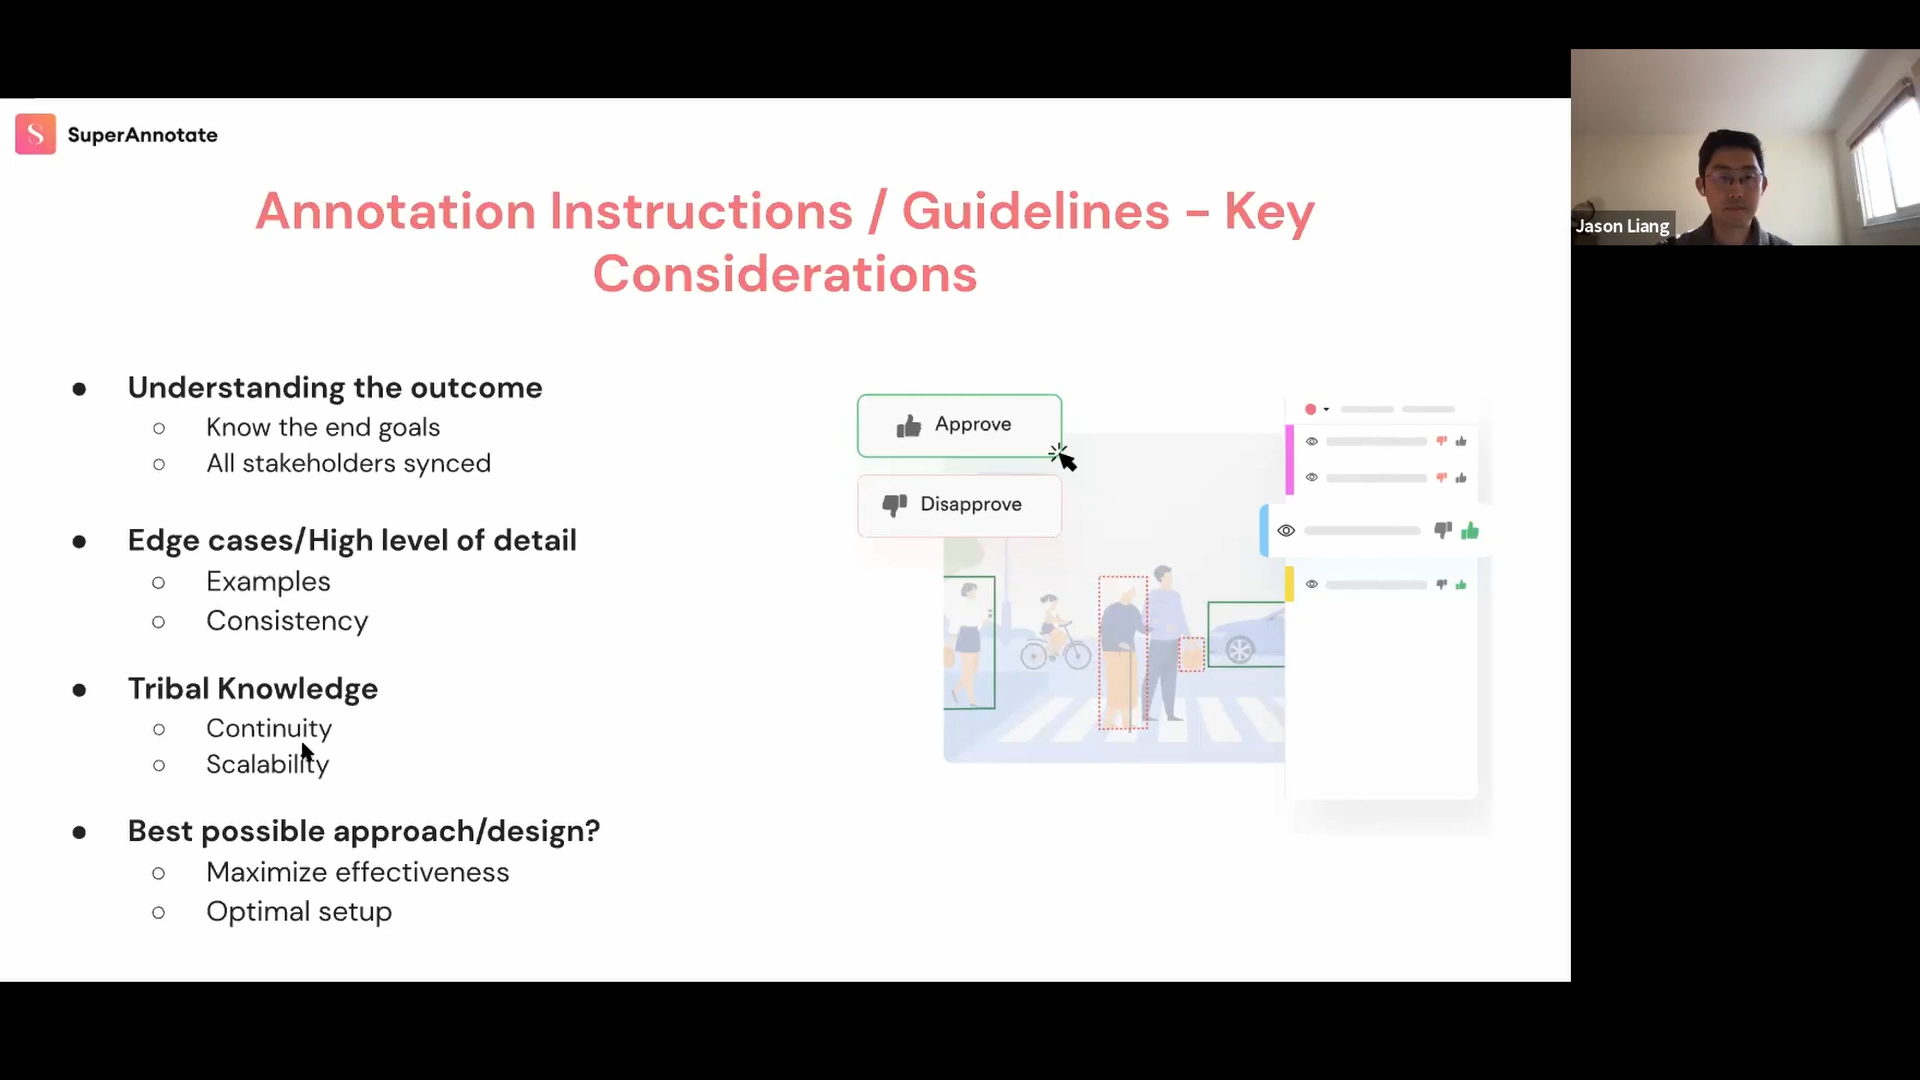 SuperAnnotate
Annotation Instructions / Guidelines - Key
Considerations
Understanding the outcome
Know the end goals
All stakeholders synced
Edge cases/High level of detail
Examples
Consistency
Tribal Knowledge
Continuity
Scalability
Best possible approach/design?
Maximize effectiveness
Optimal setup
Approve
Disapprove
Jason Liang